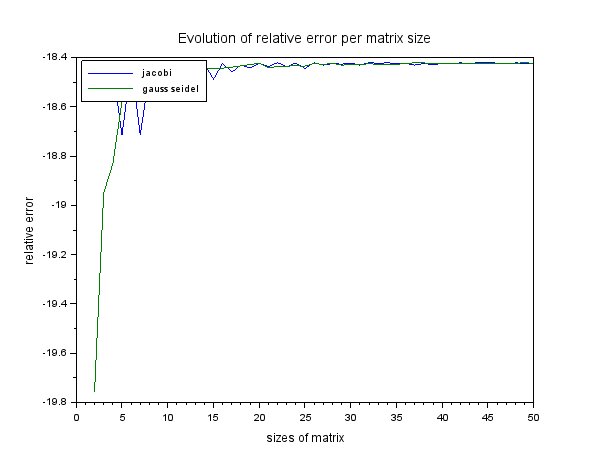 Evolution of relative error per matrix size
-18.4
jacobi
gauss seidel
-18.6
-18.8
-19
-19.2
-19.4
-19.6
-19.8
relative error
0 5 10 15 20 25 30 35 40 45 50
sizes of matrix